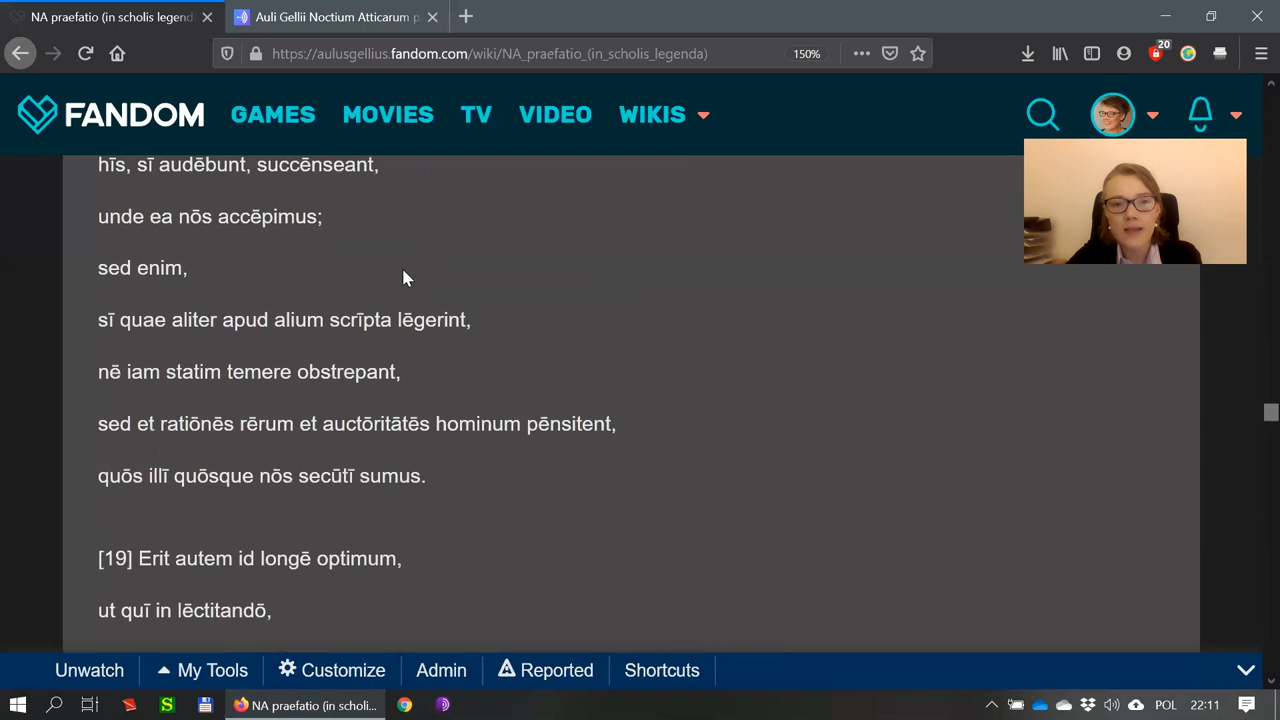 NA praefatio (in scholis legend
Auli Gellii Noctium Atticarum p
https://aulusgellius.fandom.com/wiki/NA_praefatio_(in_scholis_legenda)
150%
20
FANDOM
GAMES
MOVIES
TV
VIDEO
WIKIS
hīs, sī audēbunt, succēnseant,
unde ea nōs accēpimus;
sed enim,
sī quae aliter apud alium scrīpta lēgerint,
nē iam statim temere obstrepant,
sed et ratiōnēs rērum et auctōritātēs hominum pēnsitent,
quōs illī quōsque nōs secūtī sumus.
[19] Erit autem id longē optimum,
ut quī in lēctitandō,
Unwatch
My Tools
Customize
Admin
Reported
Shortcuts
NA praefatio (in scholi...
POL
22:11